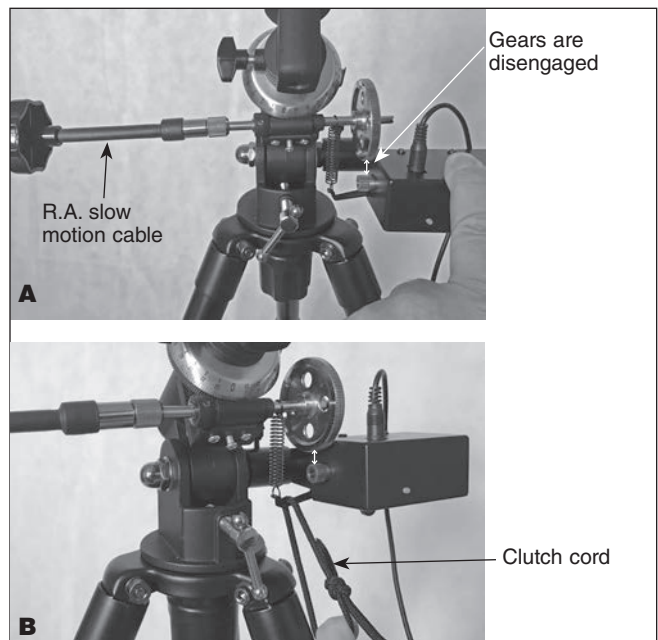 Gears are
disengaged
R.A. slow
motion cable
A
Clutch cord
B